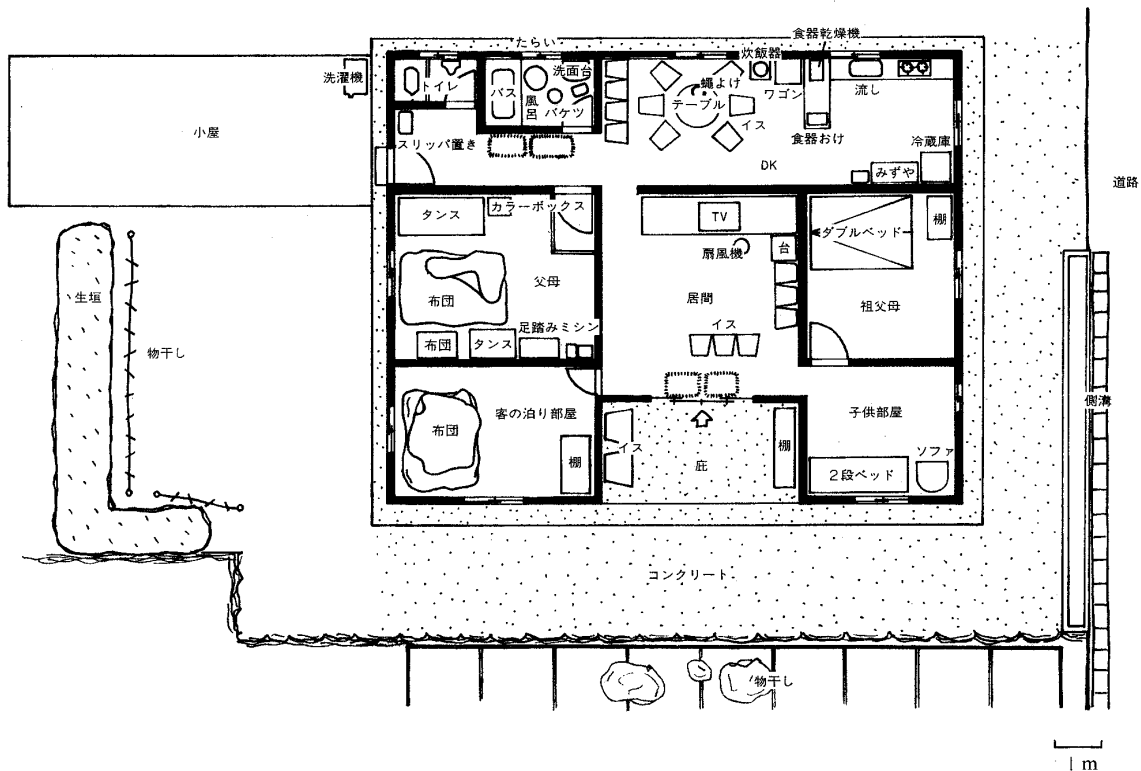 食器乾燥機
たらい
炊飯器
洗濯機
トイレ
バス
風呂
洗面台
バケツ
蠅よけ
テーブル
イス
ワゴン
流し
食器おけ
冷蔵庫
みずや
DK
小屋
スリッパ置き
道路
タンス
カラーボックス
TV
扇風機
台
ダブルベッド
棚
生垣
布団
父母
居間
祖父母
物干し
布団
タンス
足踏みミシン
イス
側溝
布団
客の泊り部屋
棚
イス
庇
棚
子供部屋
ソファ
2段ベッド
コンクリート
物干し
1 m